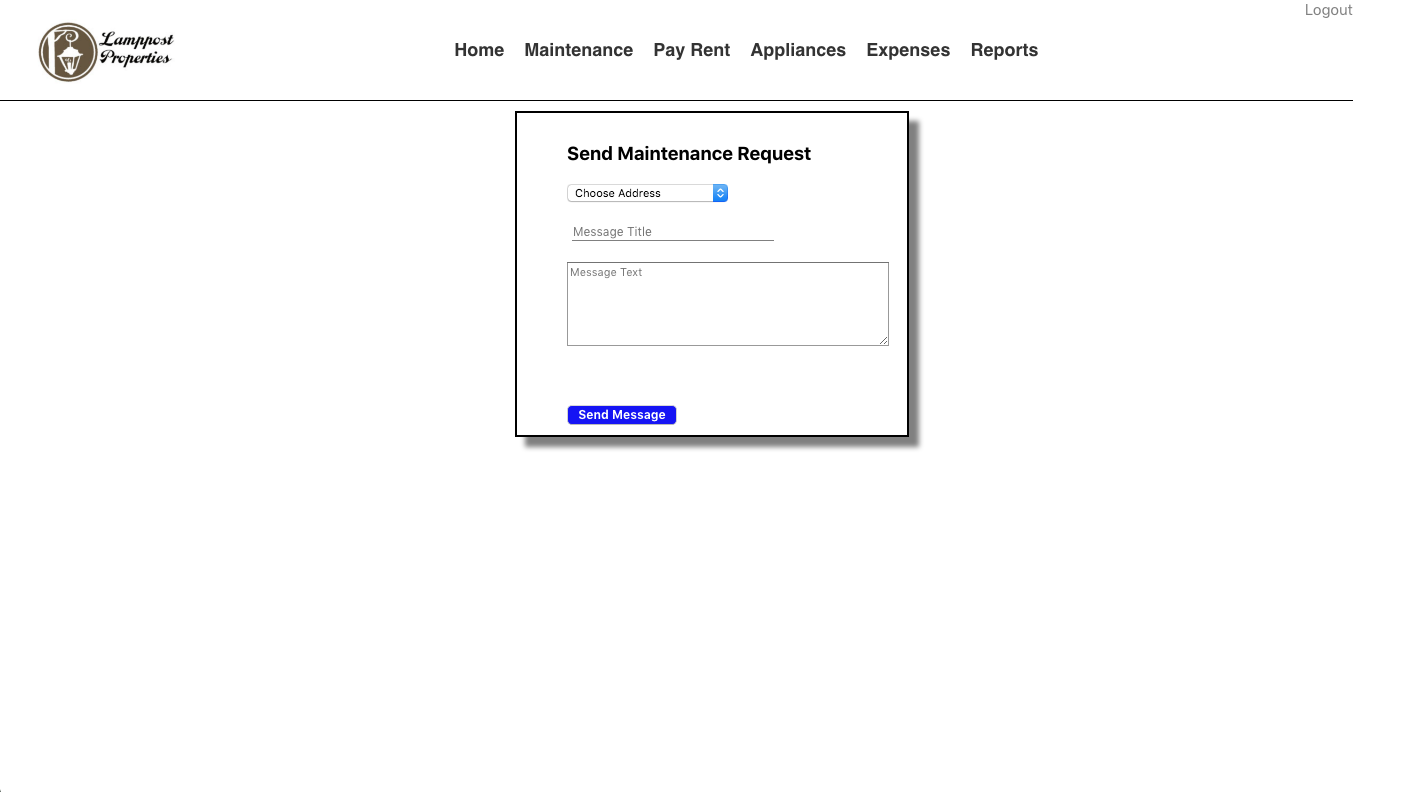 Logout
Lamppost
Properties
Home Maintenance Pay Rent Appliances Expenses Reports
Send Maintenance Request
Choose Address
Message Title
Message Text
Send Message